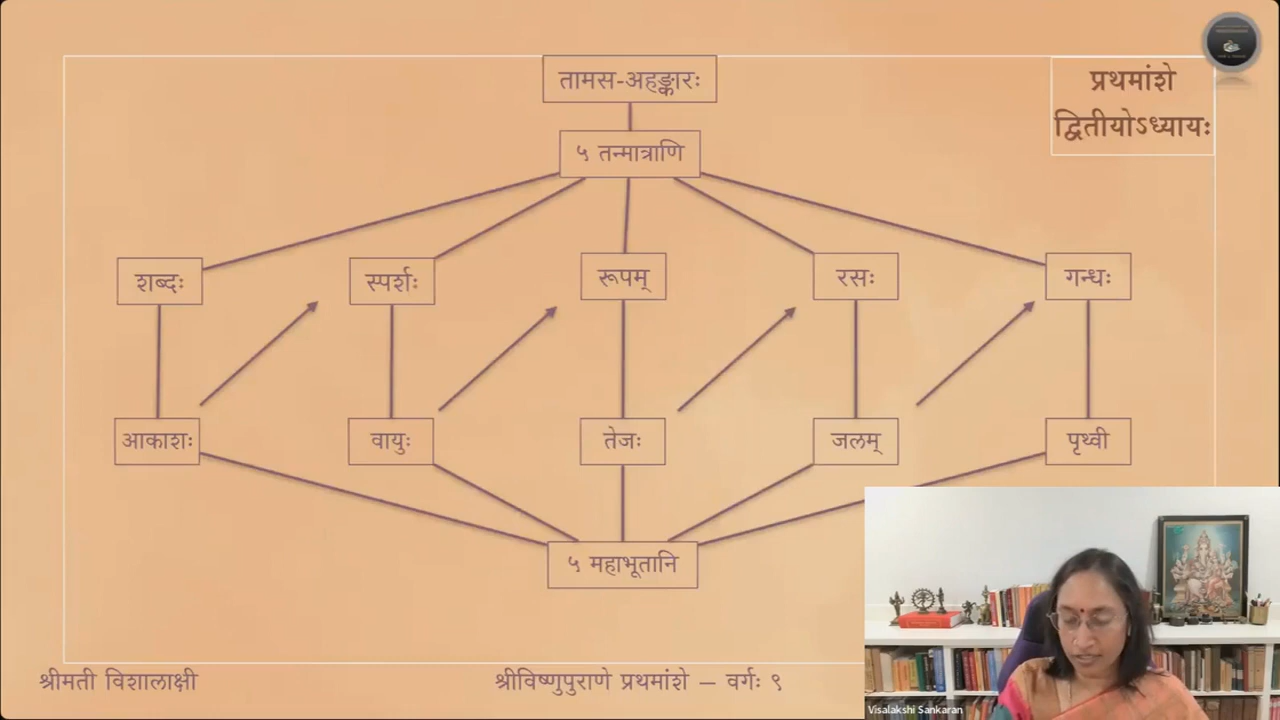 तामस-अहङ्कारः
प्रथमांशे
द्वितीयोऽध्यायः
५ तन्मात्राणि
शब्दः
स्पर्शः
रूपम्
रसः
गन्धः
आकाशः
वायुः
तेजः
जलम्
पृथ्वी
५ महाभूतानि
श्रीमती विशालाक्षी
श्रीविष्णुपुराणे प्रथमांशे – वर्गः ९
Visalakshi Sankaran